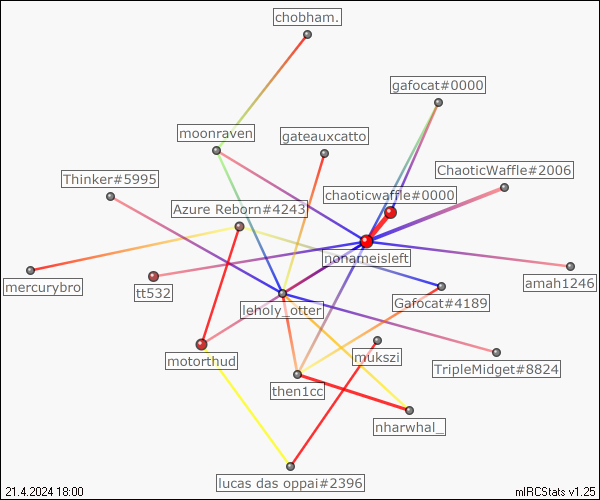 chobham.
gafocat#0000
moonraven
gateauxcatto
ChaoticWaffle#2006
Thinker#5995
chaoticwaffle#0000
Azure Reborn#4243
nonameisleft
mercurybro
tt532
amah1246
leholy_otter
Gafocat#4189
motorthud
mukszi
TripleMidget#8824
then1cc
nharwhal_
lucas das oppai#2396
21.4.2024 18:00
mIRCStats v1.25